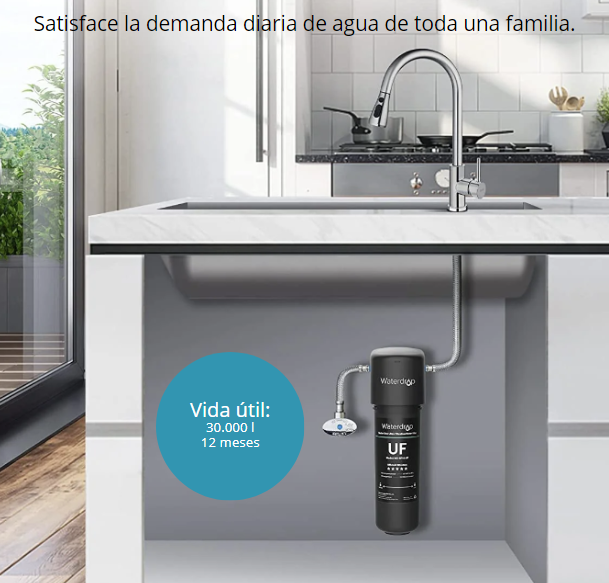 Satisface la demanda diaria de agua de toda una familia.
Vida útil:
30.000 l
12 meses
Waterdrop
Waterdrop
UF